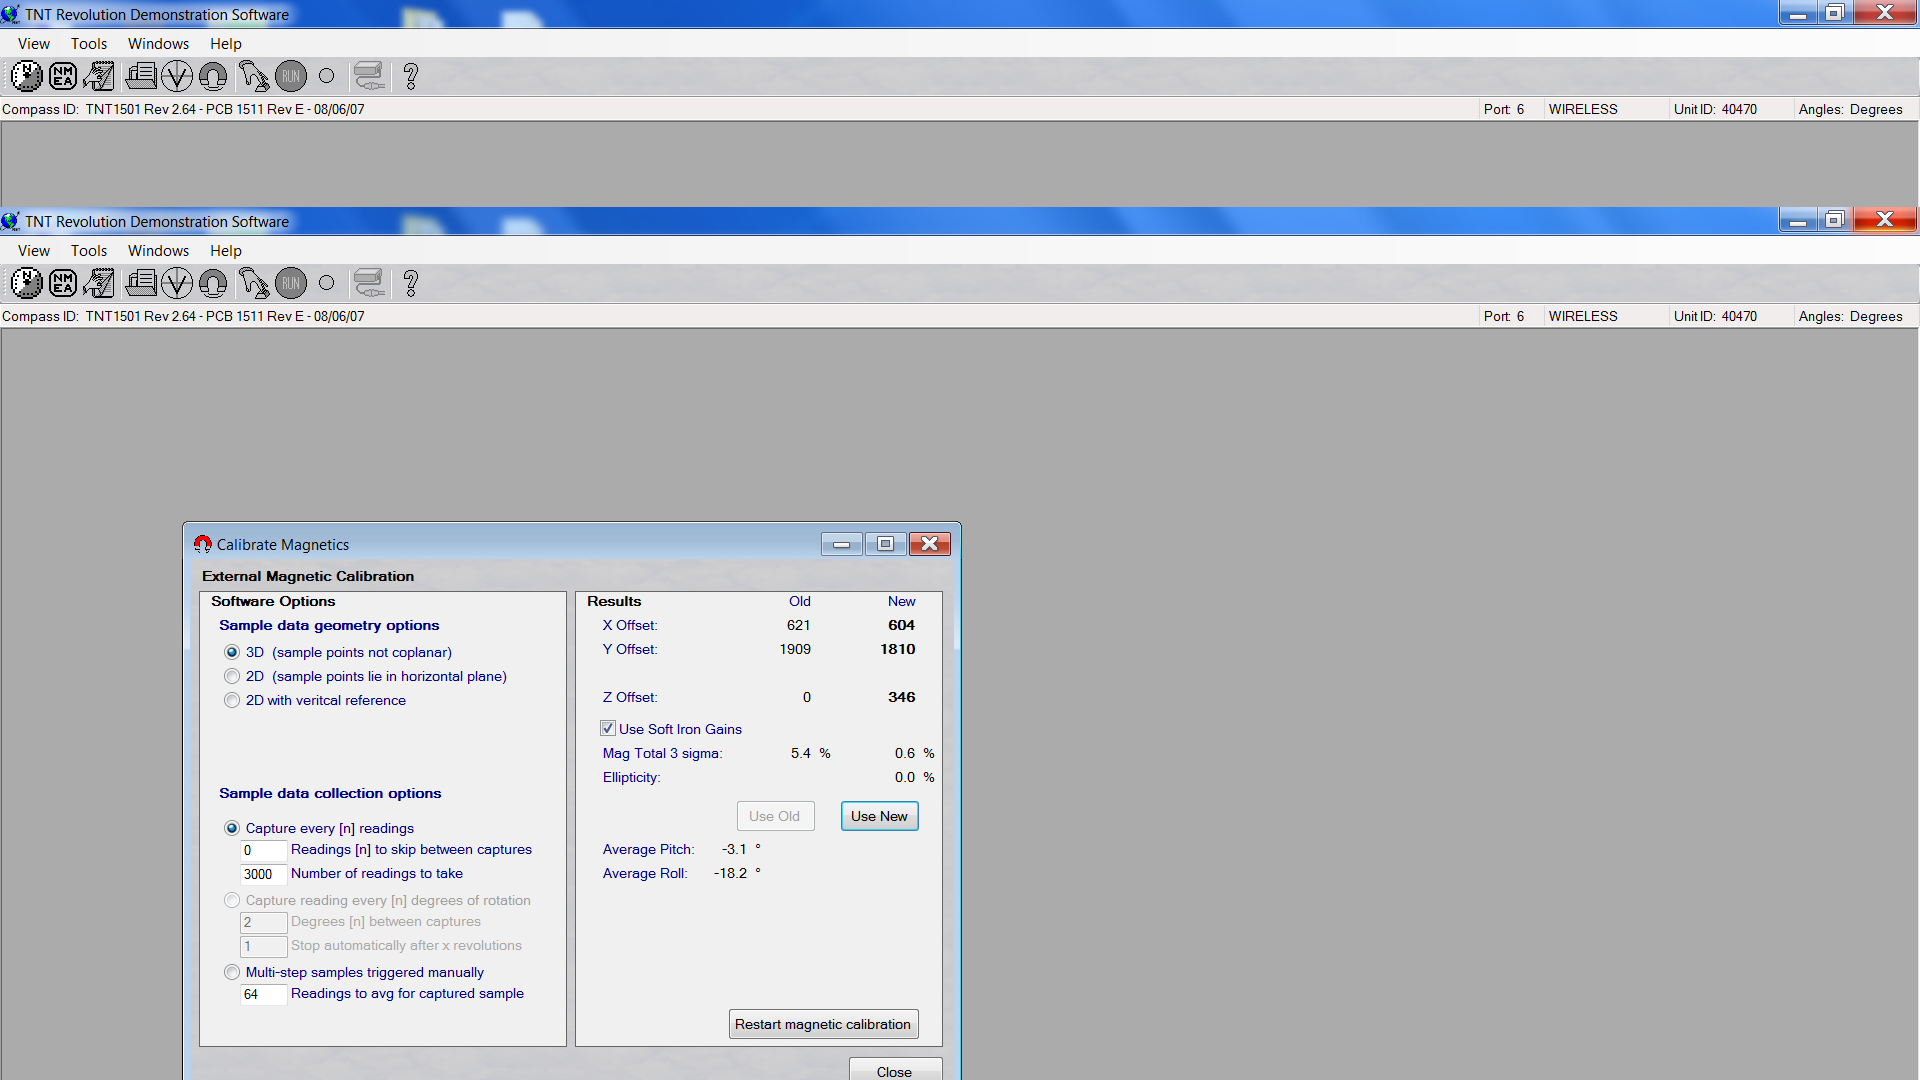 TNT Revolution Demonstration Software
View Tools Windows Help
N NM EA RUN ?
Compass ID: TNT1501 Rev 2.64 - PCB 1511 Rev E - 08/06/07 Port: 6 WIRELESS Unit ID: 40470 Angles: Degrees
TNT Revolution Demonstration Software
View Tools Windows Help
N NM EA RUN ?
Compass ID: TNT1501 Rev 2.64 - PCB 1511 Rev E - 08/06/07 Port: 6 WIRELESS Unit ID: 40470 Angles: Degrees
Calibrate Magnetics
External Magnetic Calibration
Software Options
Sample data geometry options
3D (sample points not coplanar)
2D (sample points lie in horizontal plane)
2D with veritcal reference
Sample data collection options
Capture every [n] readings
0 Readings [n] to skip between captures
3000 Number of readings to take
Capture reading every [n] degrees of rotation
2 Degrees [n] between captures
1 Stop automatically after x revolutions
Multi-step samples triggered manually
64 Readings to avg for captured sample
Results Old New
X Offset: 621 604
Y Offset: 1909 1810
Z Offset: 0 346
Use Soft Iron Gains
Mag Total 3 sigma: 5.4 % 0.6 %
Ellipticity: 0.0 %
Use Old Use New
Average Pitch: -3.1 °
Average Roll: -18.2 °
Restart magnetic calibration
Close